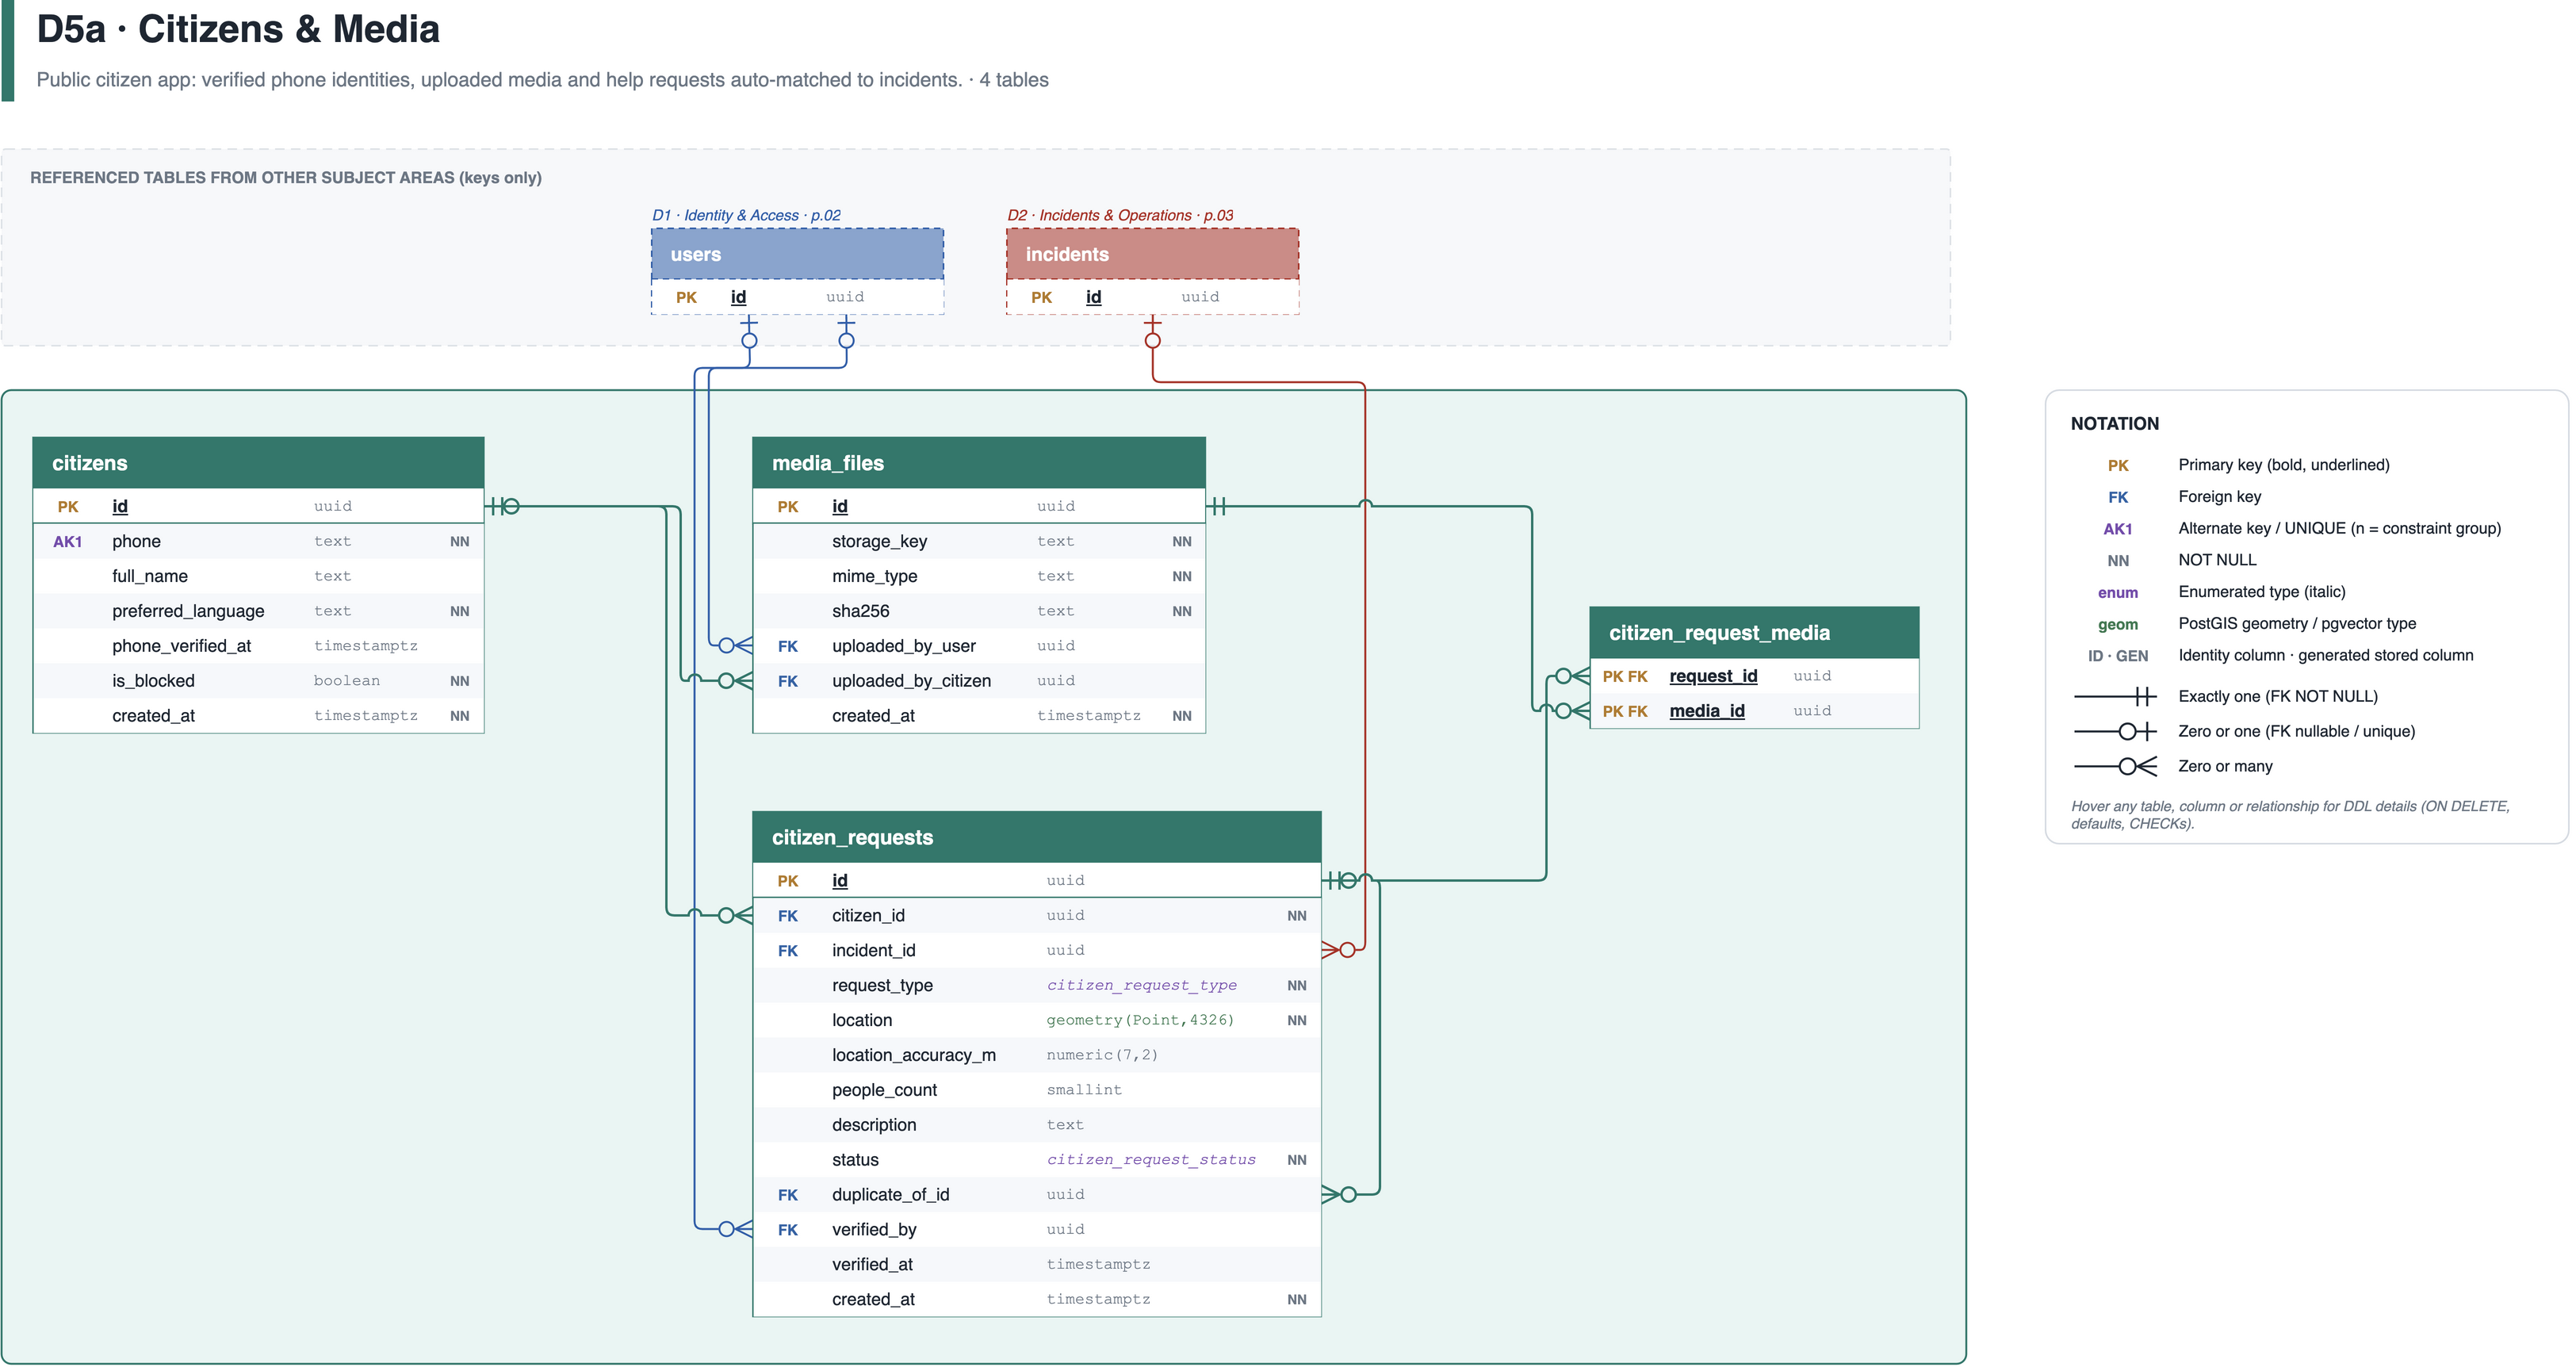 D5a · Citizens & Media
Public citizen app: verified phone identities, uploaded media and help requests auto-matched to incidents. · 4 tables
REFERENCED TABLES FROM OTHER SUBJECT AREAS (keys only)
D1 · Identity & Access · p.02
users
PK id uuid
D2 · Incidents & Operations · p.03
incidents
PK id uuid
citizens
PK id uuid
AK1 phone text NN
full_name text
preferred_language text NN
phone_verified_at timestamptz
is_blocked boolean NN
created_at timestamptz NN
media_files
PK id uuid
storage_key text NN
mime_type text NN
sha256 text NN
FK uploaded_by_user uuid
FK uploaded_by_citizen uuid
created_at timestamptz NN
citizen_request_media
PK FK request_id uuid
PK FK media_id uuid
citizen_requests
PK id uuid
FK citizen_id uuid NN
FK incident_id uuid
request_type citizen_request_type NN
location geometry(Point,4326) NN
location_accuracy_m numeric(7,2)
people_count smallint
description text
status citizen_request_status NN
FK duplicate_of_id uuid
FK verified_by uuid
verified_at timestamptz
created_at timestamptz NN
NOTATION
PK Primary key (bold, underlined)
FK Foreign key
AK1 Alternate key / UNIQUE (n = constraint group)
NN NOT NULL
enum Enumerated type (italic)
geom PostGIS geometry / pgvector type
ID · GEN Identity column · generated stored column
Exactly one (FK NOT NULL)
Zero or one (FK nullable / unique)
Zero or many
Hover any table, column or relationship for DDL details (ON DELETE,
defaults, CHECKs).